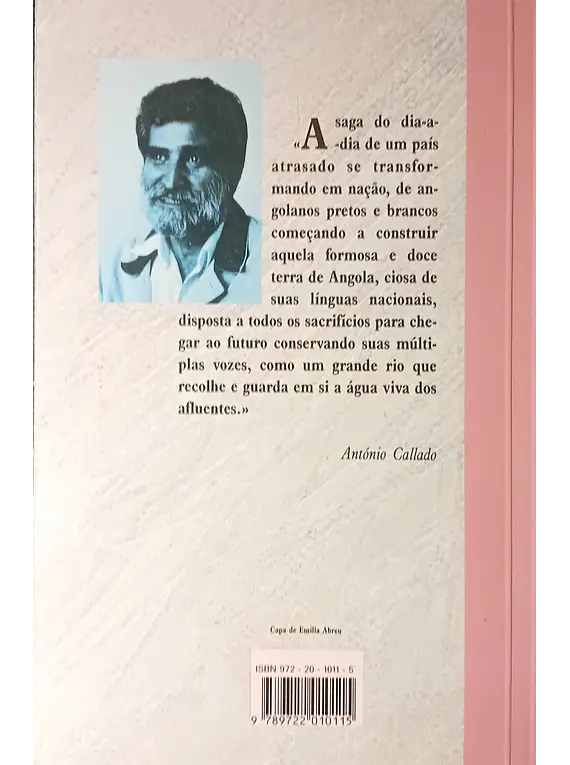 «A saga do dia-a-
-dia de um país
atrasado se transfor-
mando em nação, de an-
golanos pretos e brancos
começando a construir
aquela formosa e doce
terra de Angola, ciosa de
suas línguas nacionais,
disposta a todos os sacrifícios para che-
gar ao futuro conservando suas múlti-
plas vozes, como um grande rio que
recolhe e guarda em si a água viva dos
afluentes.»
António Callado
Capa de Emília Abreu
ISBN 972 - 20 - 1011 - 5
9 789722 010115